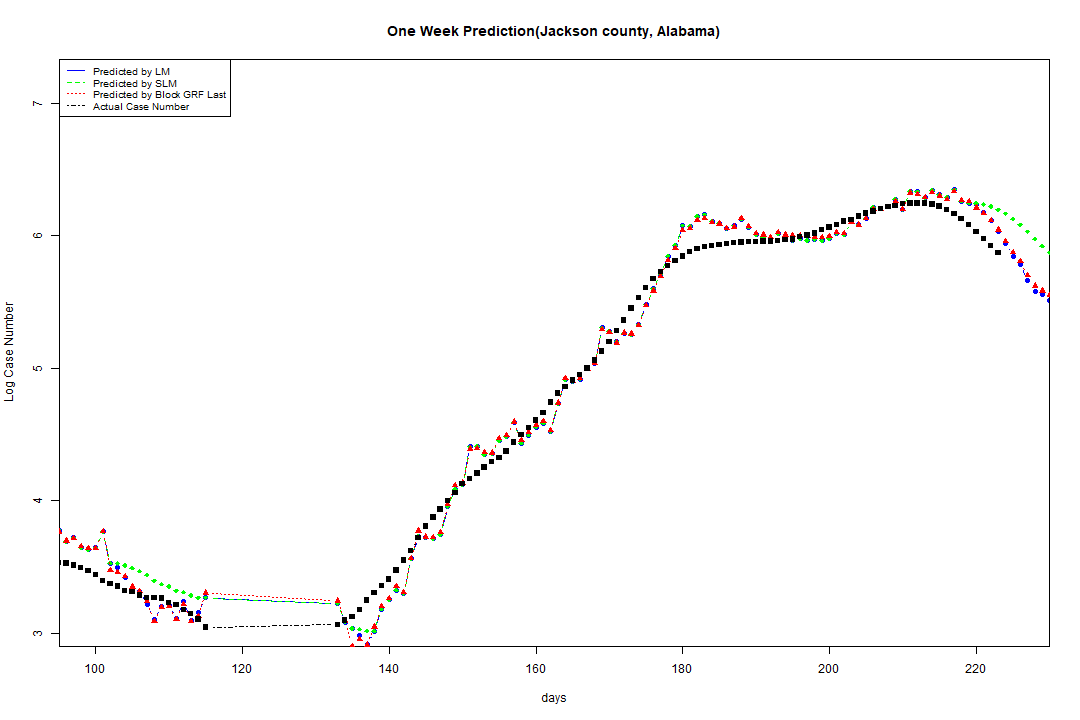 One Week Prediction(Jackson county, Alabama)
Predicted by LM
Predicted by SLM
Predicted by Block GRF Last
Actual Case Number
7
6
5
4
3
Log Case Number
100 120 140 160 180 200 220
days